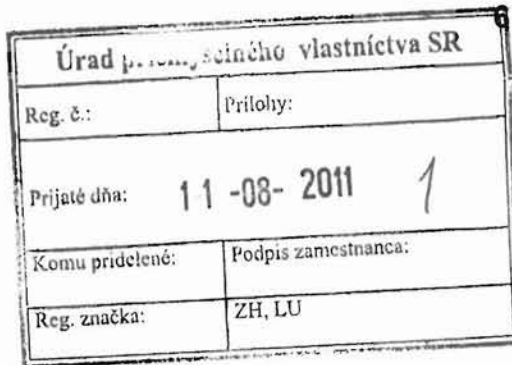 6
Úrad vlastníctva SR
Reg. č.: Prílohy:
Prijaté dňa: 11 -08- 2011 1
Komu pridelené: Podpis zamestnanca:
Reg. značka: ZH, LU